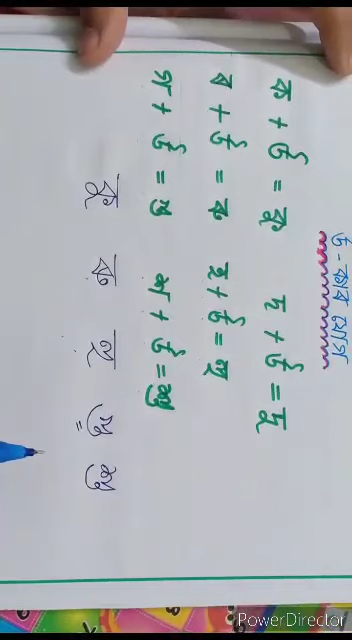 উ - কার যোগ
ক + উ = কু দ + উ = দু
র + উ = রু হ + উ = হু
গ + উ = গু শ + উ = শু
কু রু হু গু শু
PowerDirector